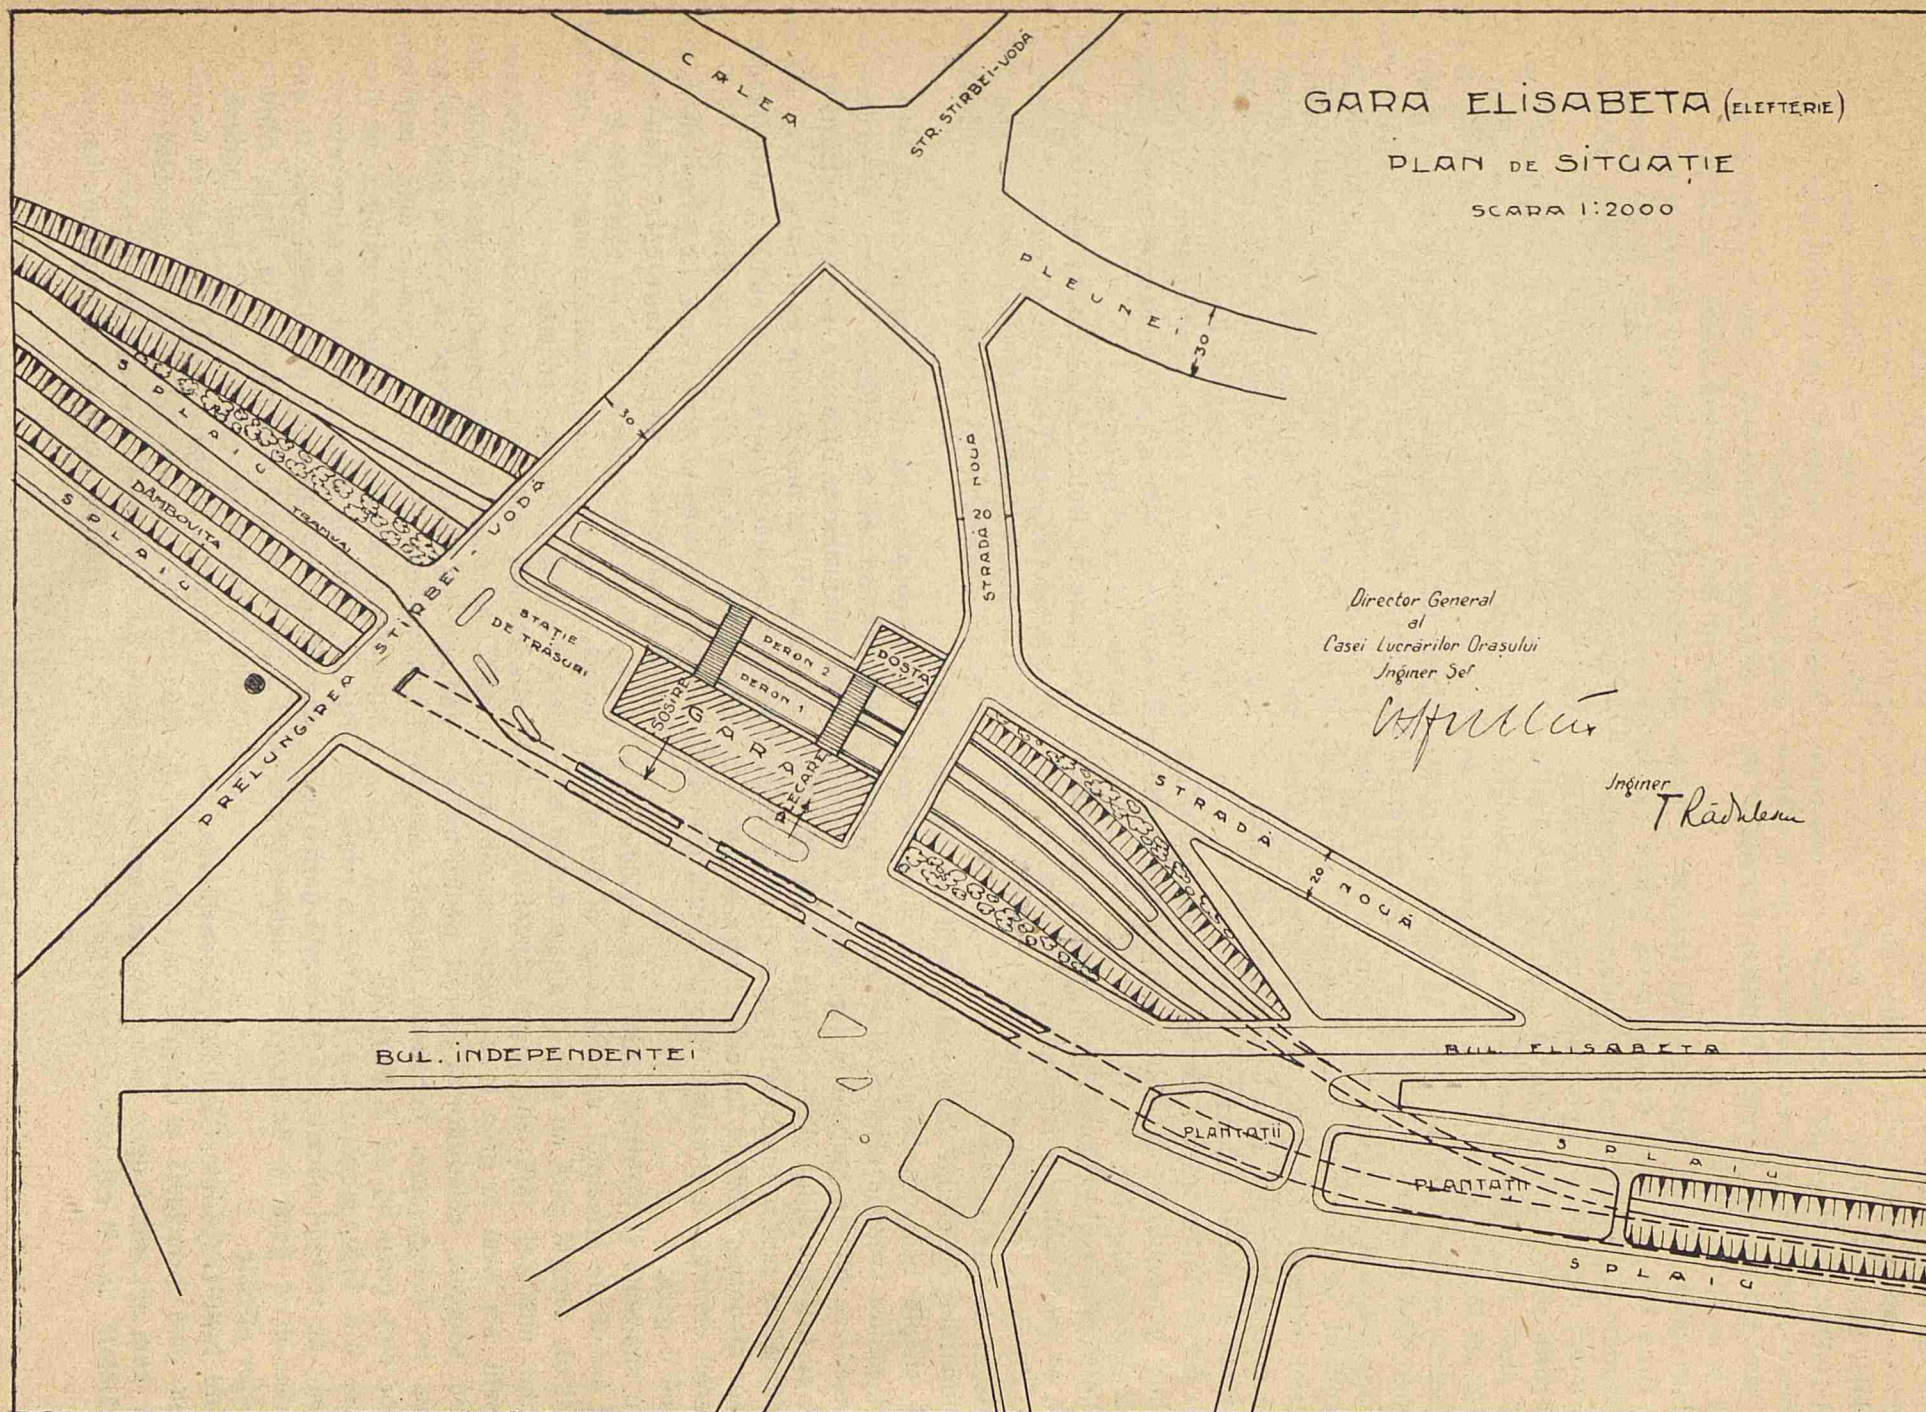 GARA ELISABETA (ELEFTERIE)
PLAN DE SITUAȚIE
SCARA 1:2000
CALEA
STR. STIRBEI-VODĂ
PLEUNEI
30
30
SPLAIU
TRAMVAI
DÂMBOVIȚA
SPLAIU
PRELUNGIREA STIRBEI-VODĂ
STAȚIE
DE TRĂSURI
PERON 2
PERON 1
POSTA
GARA
SOSIRE
PLECARE
STRADĂ NOUĂ
20
STRADĂ NOUĂ
20
Director General
al
Casei Lucrărilor Orașului
Inginer Șef
Inginer
T Rădulescu
BUL. INDEPENDENȚEI
BUL. ELISABETA
PLANTAȚII
PLANTAȚII
SPLAIU
SPLAIU